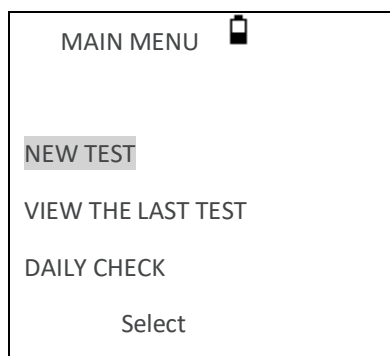 MAIN MENU
NEW TEST
VIEW THE LAST TEST
DAILY CHECK
Select